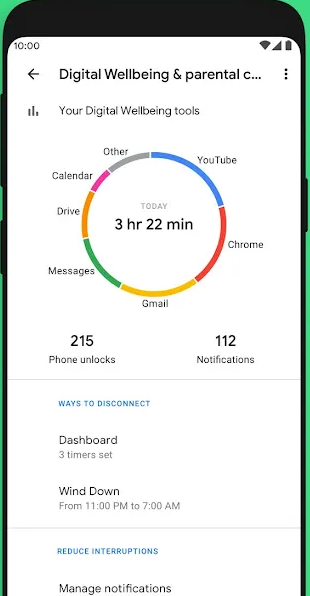 10:00
Digital Wellbeing & parental c...
Your Digital Wellbeing tools
Other
YouTube
Calendar
Drive
TODAY
3 hr 22 min
Chrome
Messages
Gmail
215
112
Phone unlocks
Notifications
WAYS TO DISCONNECT
Dashboard
3 timers set
Wind Down
From 11:00 PM to 7:00 AM
REDUCE INTERRUPTIONS
Manage notifications